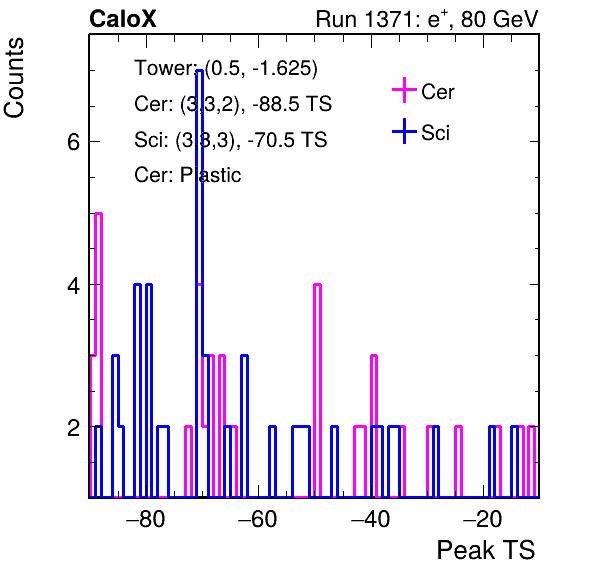 CaloX Run 1371: e⁺, 80 GeV
Counts
Tower: (0.5, -1.625)
Cer: (3,3,2), -88.5 TS
Sci: (3,3,3), -70.5 TS
Cer: Plastic
Cer
Sci
6
4
2
−80 −60 −40 −20
Peak TS